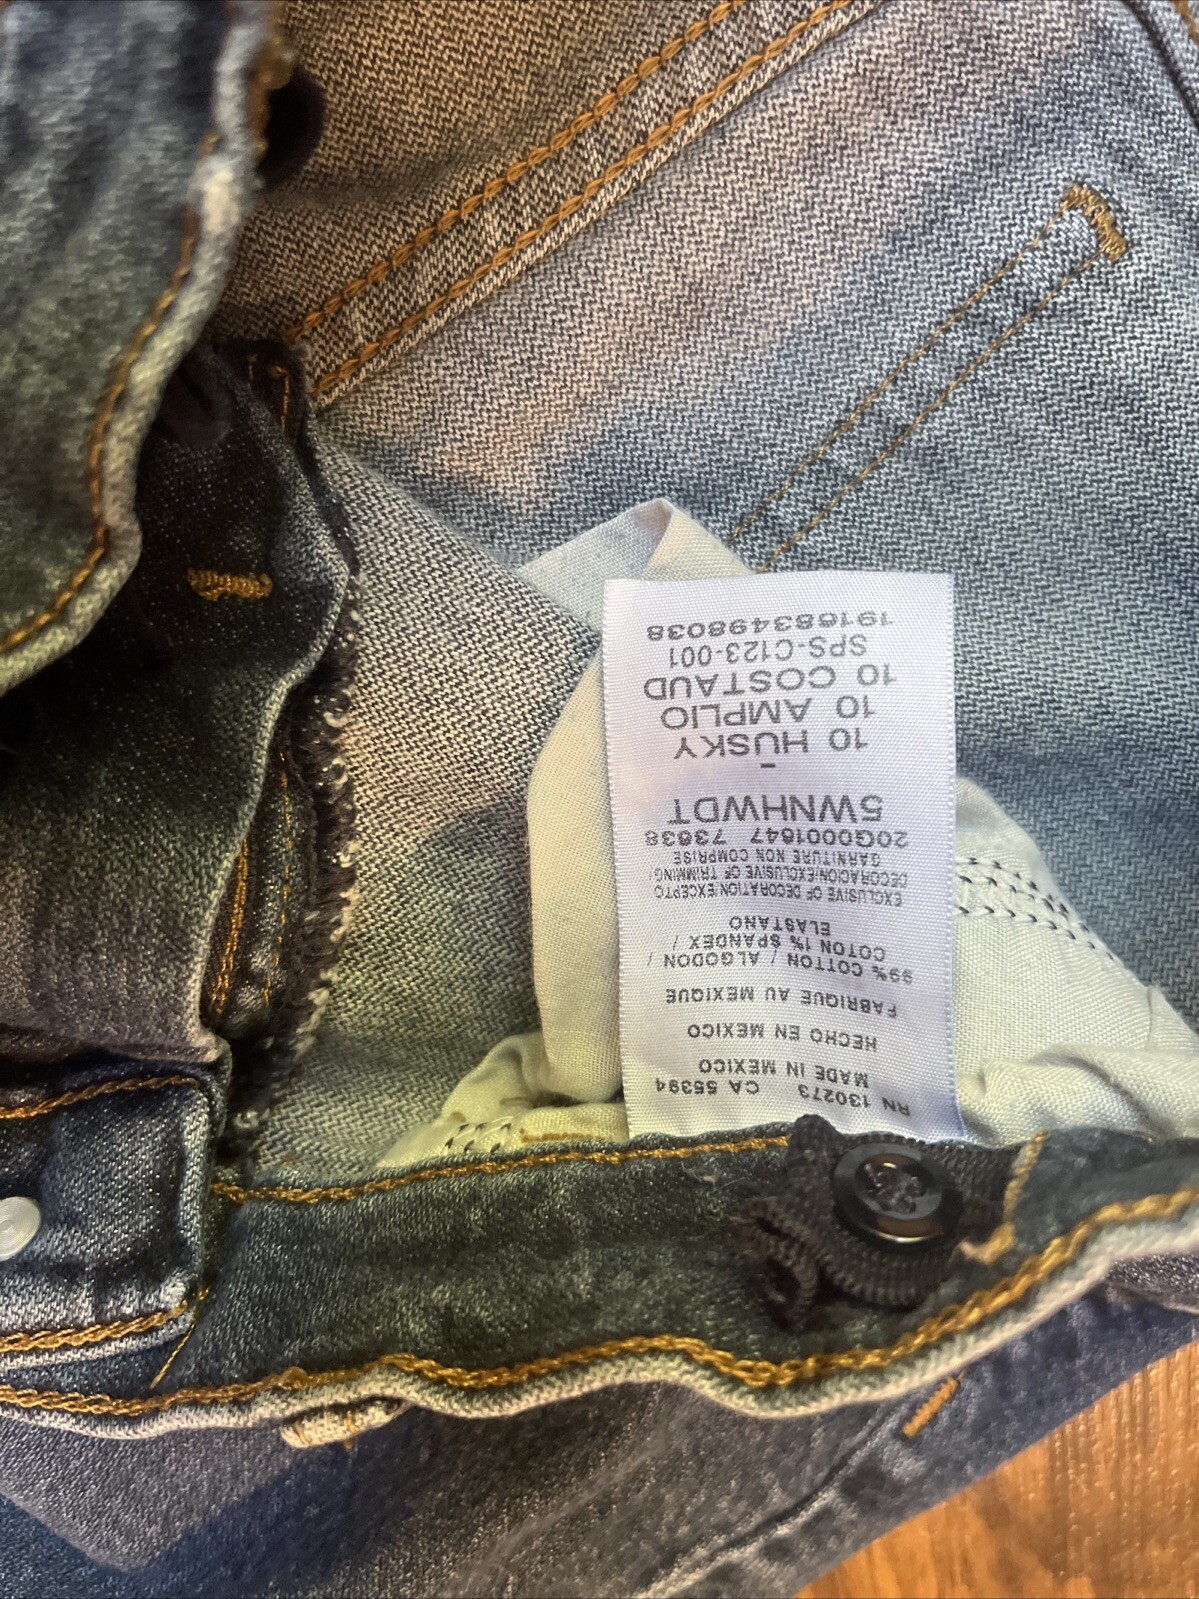 RN 130273 CA 55394
MADE IN MEXICO
HECHO EN MEXICO
FABRIQUE AU MEXIQUE
99% COTTON / ALGODON /
COTON 1% SPANDEX /
ELASTANO
EXCLUSIVE OF DECORATION/EXCEPTO
DECORACION/EXCLUSIVE OF TRIMMING/
GARNITURE NON COMPRISE
20G0001647 73638
5WNHWDT
-
10 HUSKY
10 AMPLIO
10 COSTAUD
SPS-C123-001
191683498038